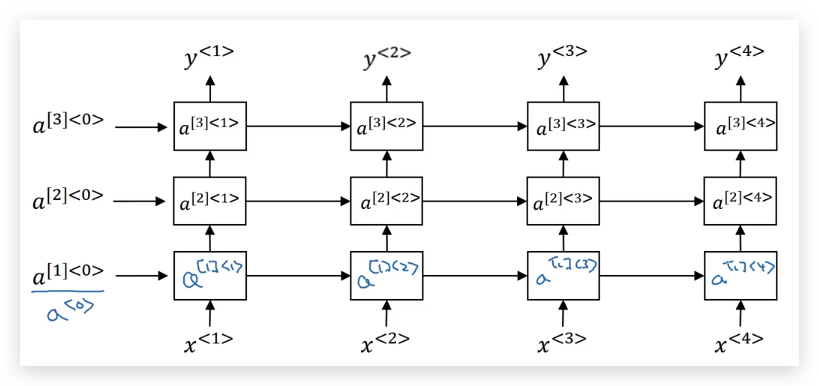 y<1> y<2> y<3> y<4>
a[3]<0> a[3]<1> a[3]<2> a[3]<3> a[3]<4>
a[2]<0> a[2]<1> a[2]<2> a[2]<3> a[2]<4>
a[1]<0> a[1]<1> a[1]<2> a[1]<3> a[1]<4>
a<0>
x<1> x<2> x<3> x<4>